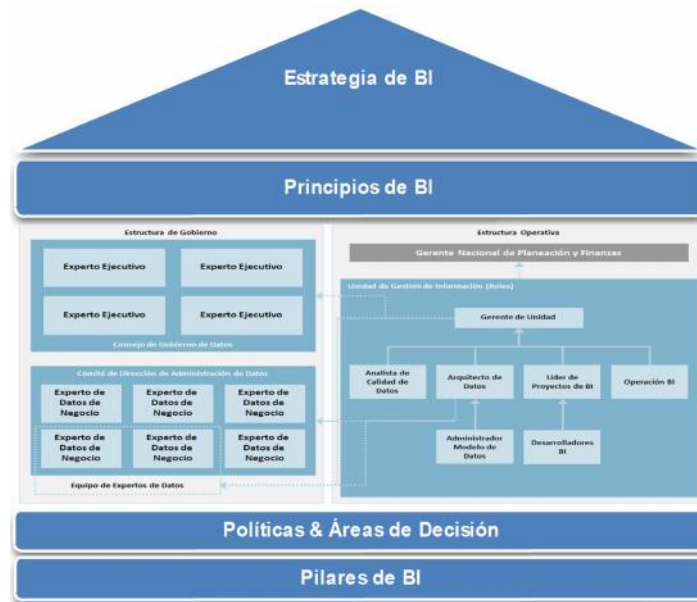 Estrategia de BI
Principios de BI
Estructura de Gobierno
Experto Ejecutivo
Experto Ejecutivo
Experto Ejecutivo
Experto Ejecutivo
Consejo de Gobierno de Datos
Comité de Dirección de Administración de Datos
Experto de
Datos de
Negocio
Experto de
Datos de
Negocio
Experto de
Datos de
Negocio
Experto de
Datos de
Negocio
Experto de
Datos de
Negocio
Experto de
Datos de
Negocio
Equipo de Expertos de Datos
Estructura Operativa
Gerente Nacional de Planeación y Finanzas
Unidad de Gestión de Información (Roles)
Gerente de Unidad
Analista de
Calidad de
Datos
Arquitecto de
Datos
Líder de
Proyectos de BI
Operación BI
Administrador
Modelo de
Datos
Desarrolladores
BI
Políticas & Áreas de Decisión
Pilares de BI